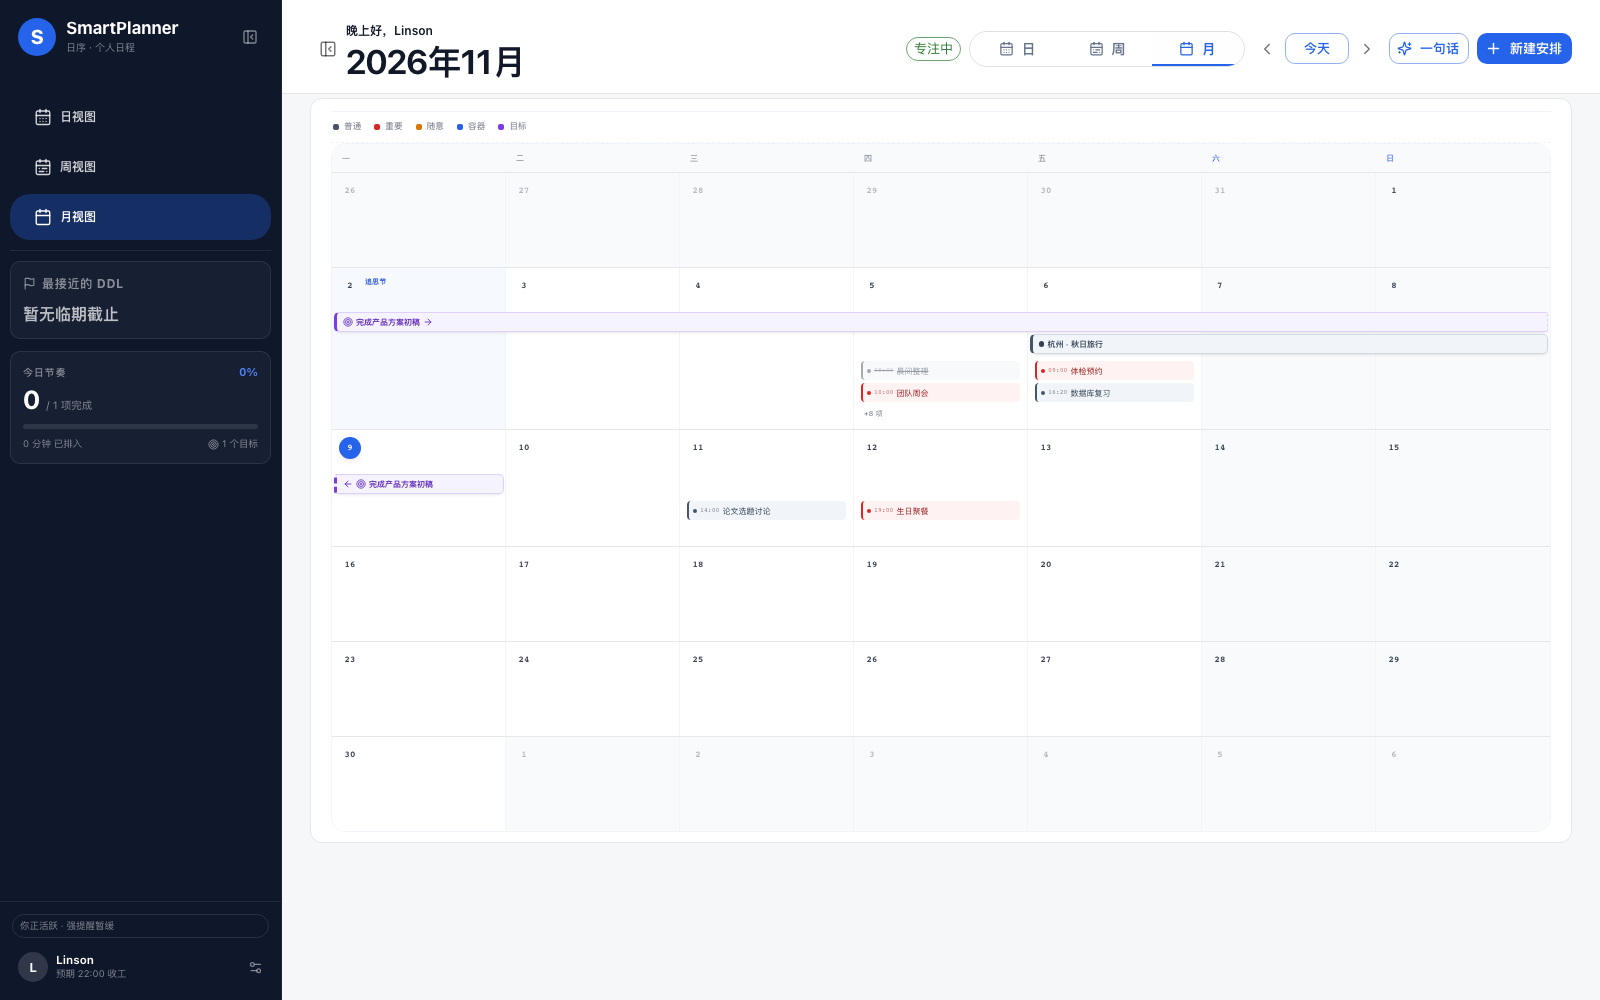 S
SmartPlanner
日序 · 个人日程
日视图
周视图
月视图
最接近的 DDL
暂无临期截止
今日节奏
0%
0 / 1 项完成
0 分钟 已排入
1 个目标
你正活跃 · 强提醒暂缓
L
Linson
预期 22:00 收工
晚上好，Linson
2026年11月
专注中
日
周
月
今天
一句话
新建安排
普通 重要 随意 容器 目标
一 二 三 四 五 六 日
26 27 28 29 30 31 1
2 追思节 3 4 5 6 7 8
完成产品方案初稿 →
杭州 · 秋日旅行
晨间整理
09:00 体检预约
10:00 团队周会
16:20 数据库复习
+8 项
9 10 11 12 13 14 15
← 完成产品方案初稿
14:00 论文选题讨论
19:00 生日聚餐
16 17 18 19 20 21 22
23 24 25 26 27 28 29
30 1 2 3 4 5 6